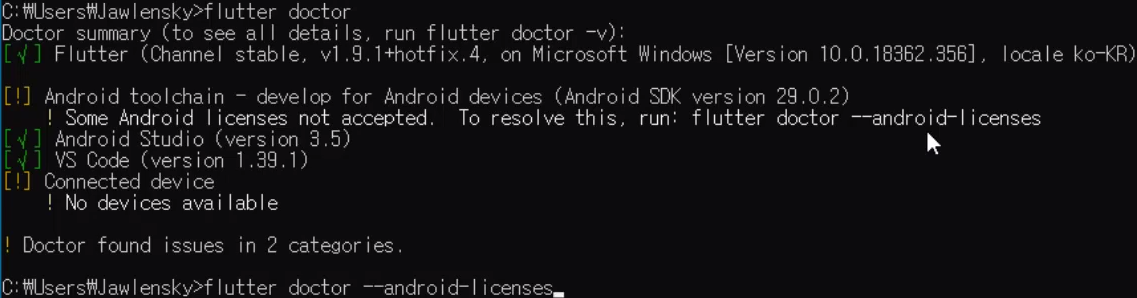 C:₩Users₩Jawlensky>flutter doctor
Doctor summary (to see all details, run flutter doctor -v):
[√] Flutter (Channel stable, v1.9.1+hotfix.4, on Microsoft Windows [Version 10.0.18362.356], locale ko-KR)
[!] Android toolchain - develop for Android devices (Android SDK version 29.0.2)
! Some Android licenses not accepted.  To resolve this, run: flutter doctor --android-licenses
[√] Android Studio (version 3.5)
[√] VS Code (version 1.39.1)
[!] Connected device
! No devices available
! Doctor found issues in 2 categories.
C:₩Users₩Jawlensky>flutter doctor --android-licenses